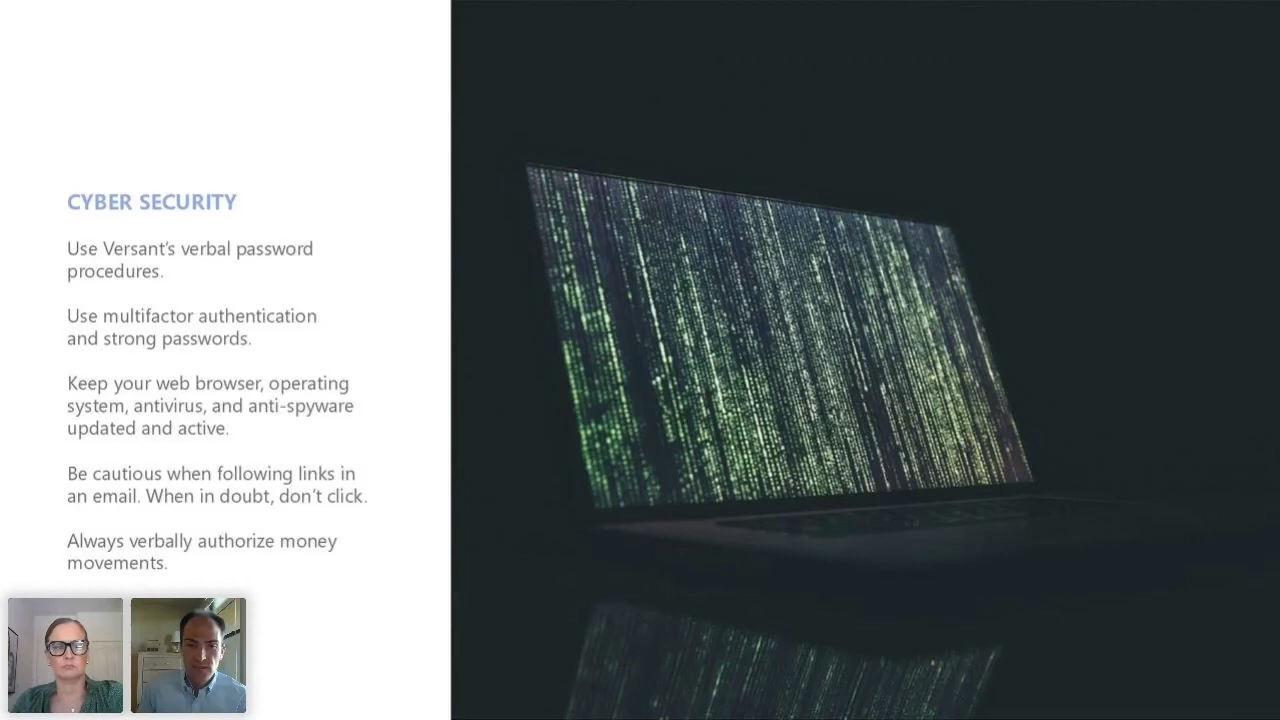 CYBER SECURITY
Use Versant's verbal password
procedures.
Use multifactor authentication
and strong passwords.
Keep your web browser, operating
system, antivirus, and anti-spyware
updated and active.
Be cautious when following links in
an email. When in doubt, don't click.
Always verbally authorize money
movements.